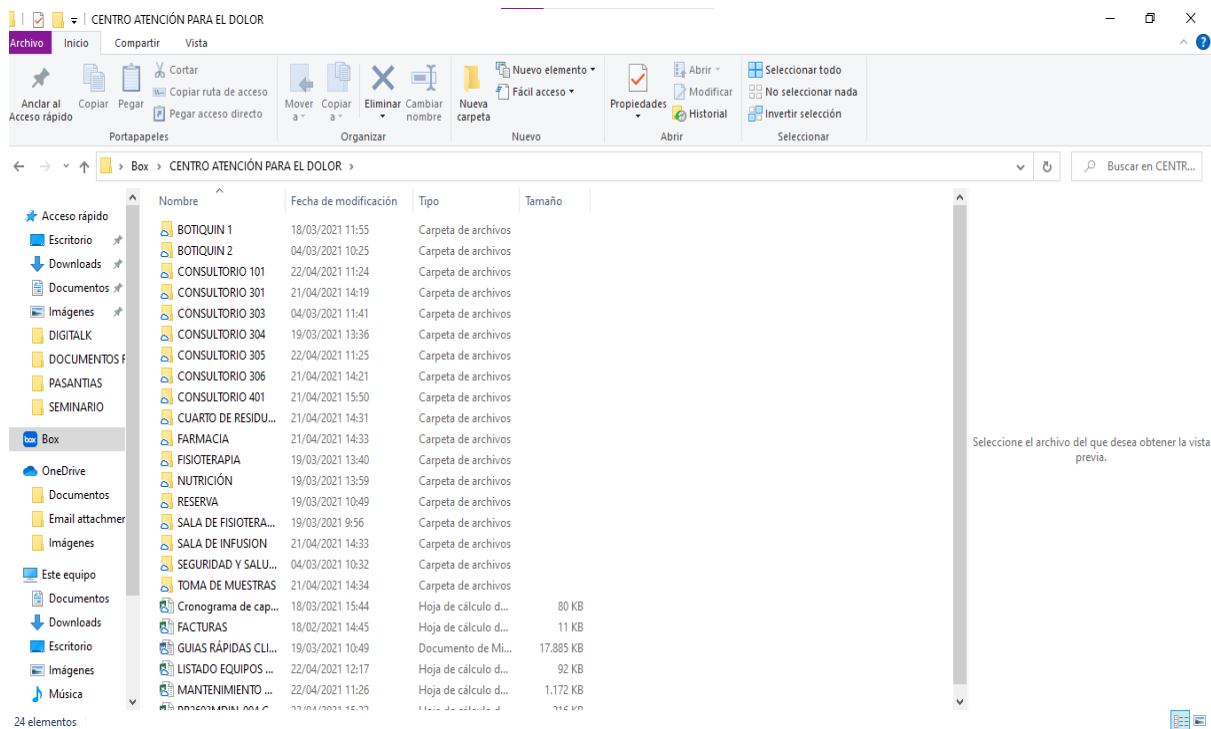 CENTRO ATENCIÓN PARA EL DOLOR
Archivo Inicio Compartir Vista
Anclar al Acceso rápido
Copiar
Pegar
Cortar
Copiar ruta de acceso
Pegar acceso directo
Portapapeles
Mover a
Copiar a
Eliminar
Cambiar nombre
Organizar
Nueva carpeta
Nuevo elemento
Fácil acceso
Nuevo
Propiedades
Abrir
Modificar
Historial
Abrir
Seleccionar todo
No seleccionar nada
Invertir selección
Seleccionar
Box > CENTRO ATENCIÓN PARA EL DOLOR >
Buscar en CENTR...
Acceso rápido
Escritorio
Downloads
Documentos
Imágenes
DIGITALK
DOCUMENTOS F
PASANTIAS
SEMINARIO
box Box
OneDrive
Documentos
Email attachmer
Imágenes
Este equipo
Documentos
Downloads
Escritorio
Imágenes
Música
Nombre Fecha de modificación Tipo Tamaño
BOTIQUIN 1 18/03/2021 11:55 Carpeta de archivos
BOTIQUIN 2 04/03/2021 10:25 Carpeta de archivos
CONSULTORIO 101 22/04/2021 11:24 Carpeta de archivos
CONSULTORIO 301 21/04/2021 14:19 Carpeta de archivos
CONSULTORIO 303 04/03/2021 11:41 Carpeta de archivos
CONSULTORIO 304 19/03/2021 13:36 Carpeta de archivos
CONSULTORIO 305 22/04/2021 11:25 Carpeta de archivos
CONSULTORIO 306 21/04/2021 14:21 Carpeta de archivos
CONSULTORIO 401 21/04/2021 15:50 Carpeta de archivos
CUARTO DE RESIDU... 21/04/2021 14:31 Carpeta de archivos
FARMACIA 21/04/2021 14:33 Carpeta de archivos
FISIOTERAPIA 19/03/2021 13:40 Carpeta de archivos
NUTRICIÓN 19/03/2021 13:59 Carpeta de archivos
RESERVA 19/03/2021 10:49 Carpeta de archivos
SALA DE FISIOTERA... 19/03/2021 9:56 Carpeta de archivos
SALA DE INFUSION 21/04/2021 14:33 Carpeta de archivos
SEGURIDAD Y SALU... 04/03/2021 10:32 Carpeta de archivos
TOMA DE MUESTRAS 21/04/2021 14:34 Carpeta de archivos
Cronograma de cap... 18/03/2021 15:44 Hoja de cálculo d... 80 KB
FACTURAS 18/02/2021 14:45 Hoja de cálculo d... 11 KB
GUIAS RÁPIDAS CLI... 19/03/2021 10:49 Documento de Mi... 17.885 KB
LISTADO EQUIPOS ... 22/04/2021 12:17 Hoja de cálculo d... 92 KB
MANTENIMIENTO ... 22/04/2021 11:26 Hoja de cálculo d... 1.172 KB
Seleccione el archivo del que desea obtener la vista
previa.
24 elementos